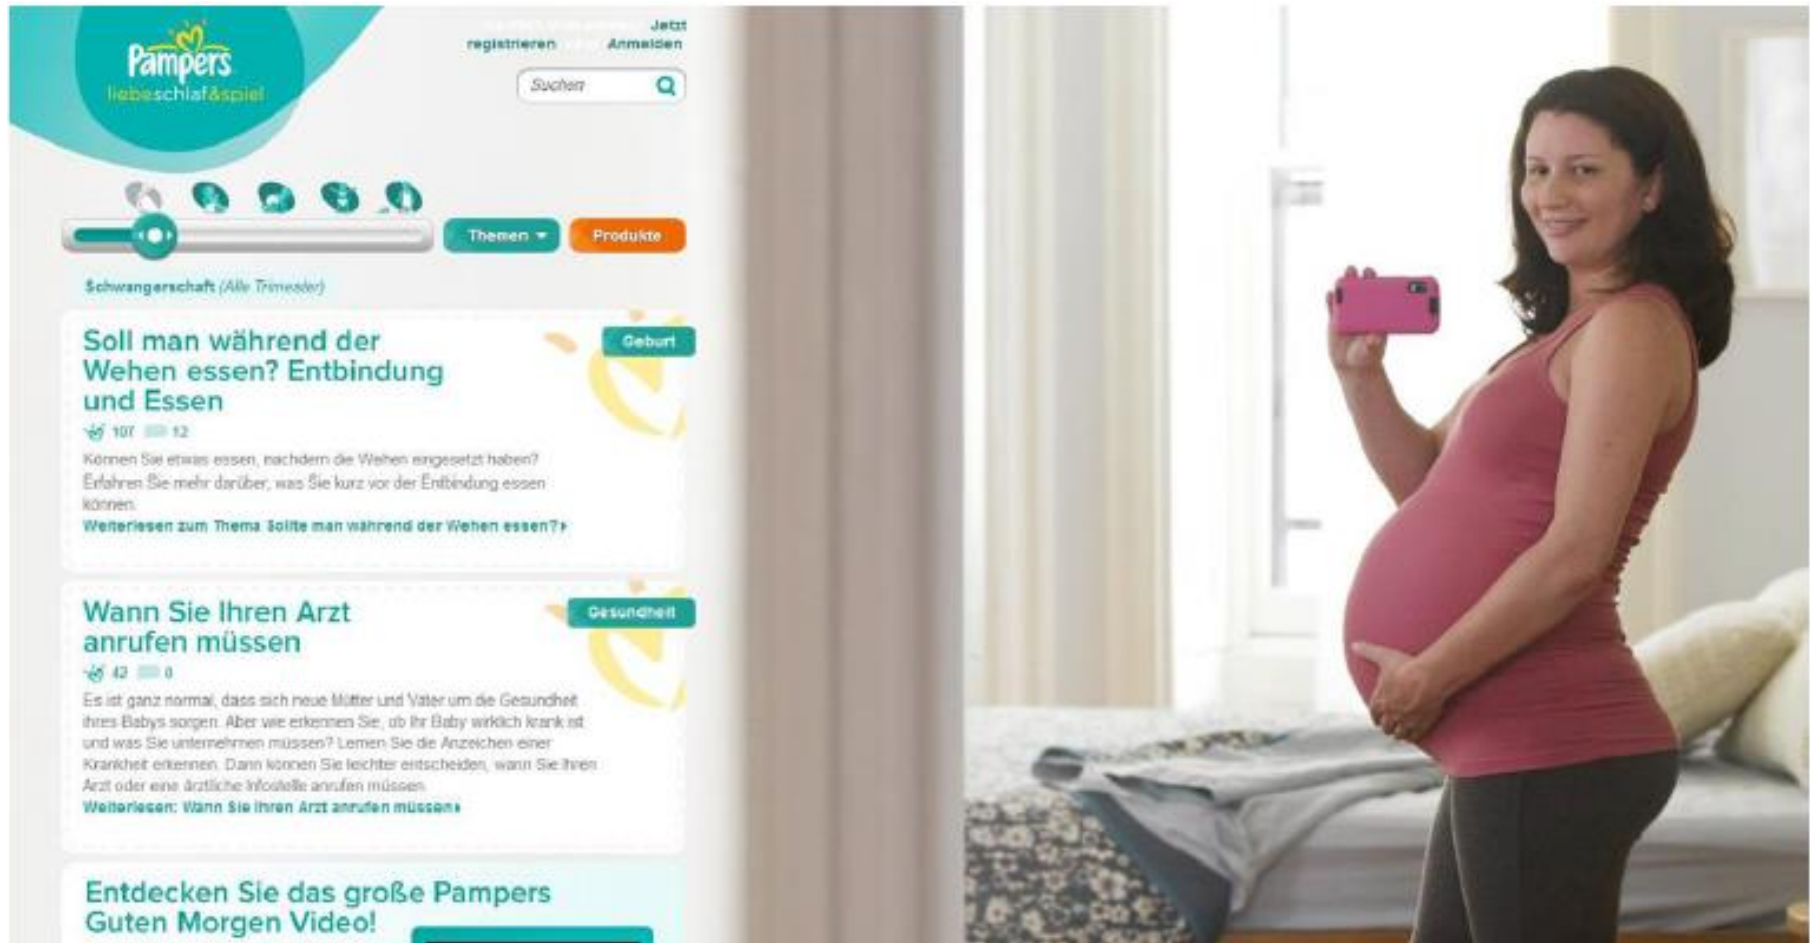 Pampers
liebeschlaf&spiel
Jetzt
registrieren
Anmelden
Suchen
Themen
Produkte
Schwangerschaft (Alle Trimester)
Soll man während der
Wehen essen? Entbindung
und Essen
Geburt
107 12
Können Sie etwas essen, nachdem die Wehen eingesetzt haben?
Erfahren Sie mehr darüber, was Sie kurz vor der Entbindung essen
können.
Weiterlesen zum Thema Sollte man während der Wehen essen?
Wann Sie Ihren Arzt
anrufen müssen
Gesundheit
42 0
Es ist ganz normal, dass sich neue Mütter und Väter um die Gesundheit
ihres Babys sorgen. Aber wie erkennen Sie, ob Ihr Baby wirklich krank ist
und was Sie unternehmen müssen? Lernen Sie die Anzeichen einer
Krankheit erkennen. Dann können Sie leichter entscheiden, wann Sie Ihren
Arzt oder eine ärztliche Infostelle anrufen müssen.
Weiterlesen: Wann Sie Ihren Arzt anrufen müssen
Entdecken Sie das große Pampers
Guten Morgen Video!